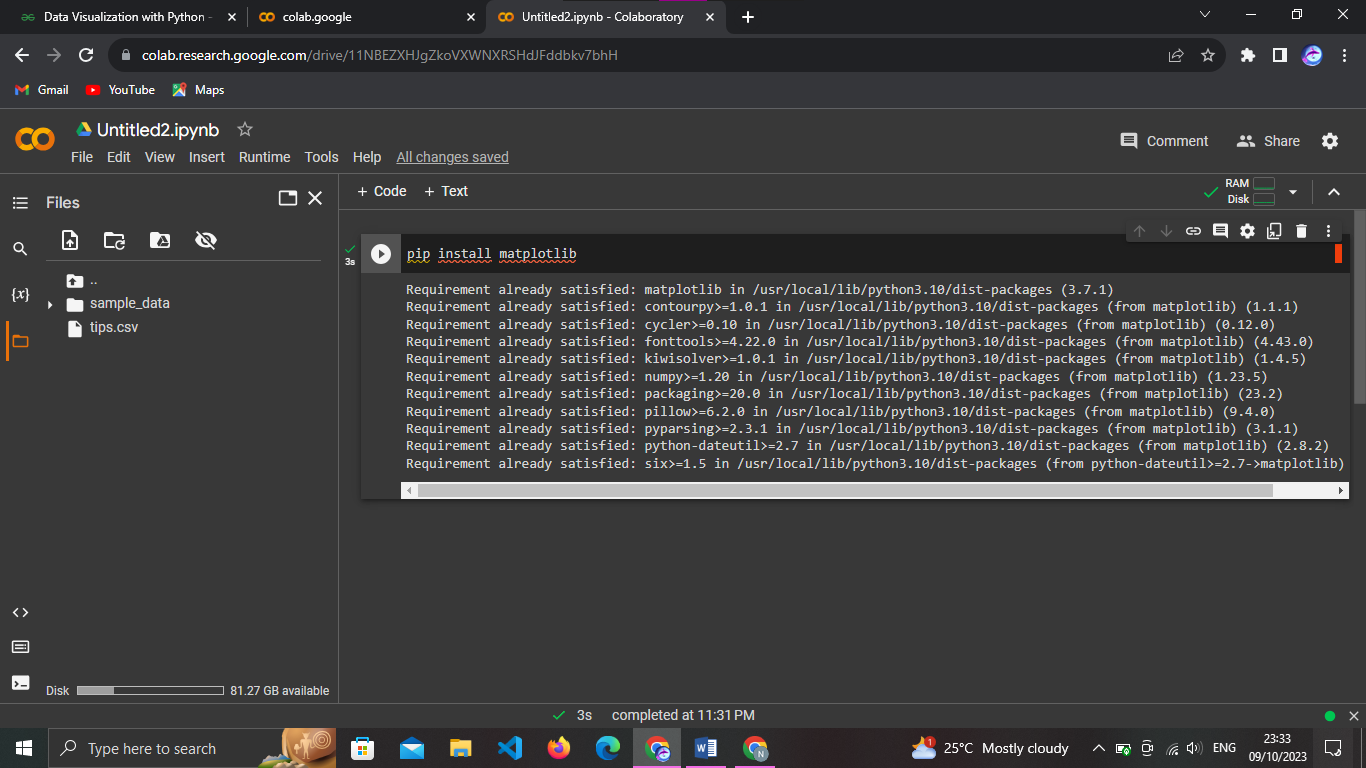 Data Visualization with Python -
colab.google
Untitled2.ipynb - Colaboratory
colab.research.google.com/drive/11NBEZXHJgZkoVXWNXRSHdJFddbkv7bhH
Gmail
YouTube
Maps
Untitled2.ipynb
File Edit View Insert Runtime Tools Help All changes saved
Comment
Share
Files
+ Code + Text
RAM
Disk
..
sample_data
tips.csv
{x}
3s
pip install matplotlib
Requirement already satisfied: matplotlib in /usr/local/lib/python3.10/dist-packages (3.7.1)
Requirement already satisfied: contourpy>=1.0.1 in /usr/local/lib/python3.10/dist-packages (from matplotlib) (1.1.1)
Requirement already satisfied: cycler>=0.10 in /usr/local/lib/python3.10/dist-packages (from matplotlib) (0.12.0)
Requirement already satisfied: fonttools>=4.22.0 in /usr/local/lib/python3.10/dist-packages (from matplotlib) (4.43.0)
Requirement already satisfied: kiwisolver>=1.0.1 in /usr/local/lib/python3.10/dist-packages (from matplotlib) (1.4.5)
Requirement already satisfied: numpy>=1.20 in /usr/local/lib/python3.10/dist-packages (from matplotlib) (1.23.5)
Requirement already satisfied: packaging>=20.0 in /usr/local/lib/python3.10/dist-packages (from matplotlib) (23.2)
Requirement already satisfied: pillow>=6.2.0 in /usr/local/lib/python3.10/dist-packages (from matplotlib) (9.4.0)
Requirement already satisfied: pyparsing>=2.3.1 in /usr/local/lib/python3.10/dist-packages (from matplotlib) (3.1.1)
Requirement already satisfied: python-dateutil>=2.7 in /usr/local/lib/python3.10/dist-packages (from matplotlib) (2.8.2)
Requirement already satisfied: six>=1.5 in /usr/local/lib/python3.10/dist-packages (from python-dateutil>=2.7->matplotlib)
Disk 81.27 GB available
3s completed at 11:31 PM
Type here to search
1
25°C Mostly cloudy
ENG
23:33
09/10/2023